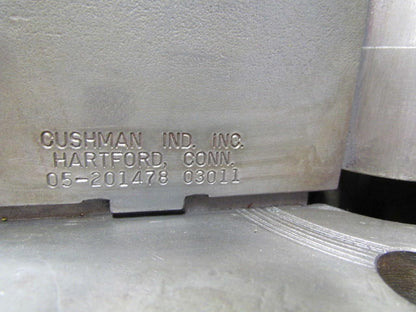 CUSHMAN IND. INC.
HARTFORD, CONN.
05-201478 03011